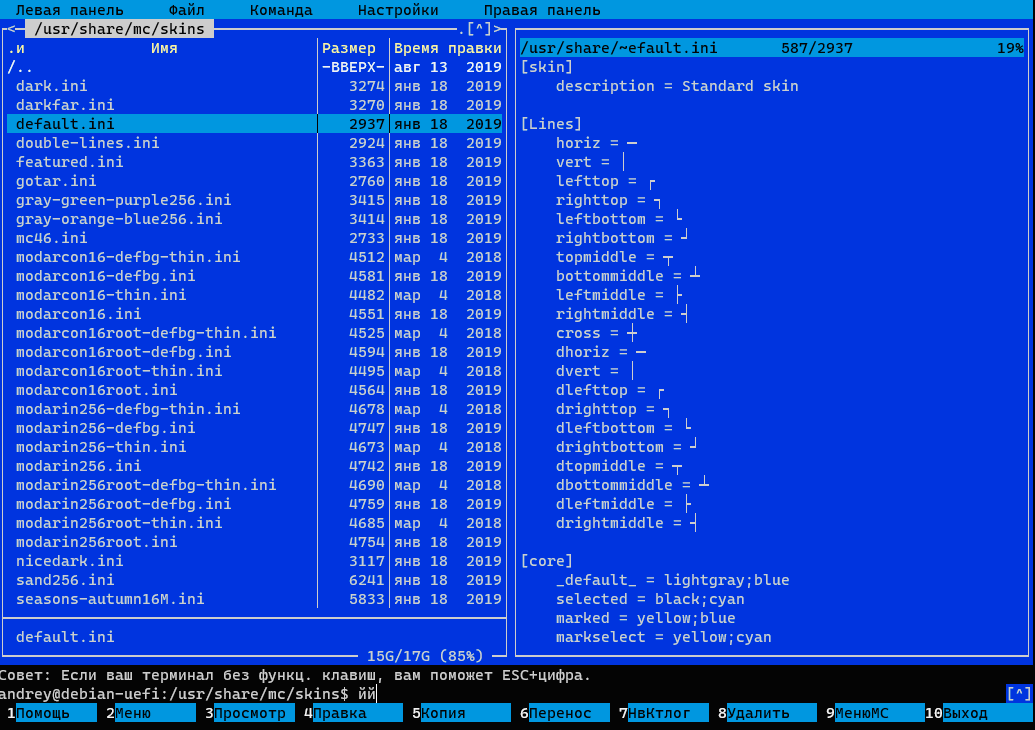 Левая панель Файл Команда Настройки Правая панель
<─ /usr/share/mc/skins ─.[^]>
.и Имя Размер Время правки
/.. -ВВЕРХ- авг 13 2019
dark.ini 3274 янв 18 2019
darkfar.ini 3270 янв 18 2019
default.ini 2937 янв 18 2019
double-lines.ini 2924 янв 18 2019
featured.ini 3363 янв 18 2019
gotar.ini 2760 янв 18 2019
gray-green-purple256.ini 3415 янв 18 2019
gray-orange-blue256.ini 3414 янв 18 2019
mc46.ini 2733 янв 18 2019
modarcon16-defbg-thin.ini 4512 мар 4 2018
modarcon16-defbg.ini 4581 янв 18 2019
modarcon16-thin.ini 4482 мар 4 2018
modarcon16.ini 4551 янв 18 2019
modarcon16root-defbg-thin.ini 4525 мар 4 2018
modarcon16root-defbg.ini 4594 янв 18 2019
modarcon16root-thin.ini 4495 мар 4 2018
modarcon16root.ini 4564 янв 18 2019
modarin256-defbg-thin.ini 4678 мар 4 2018
modarin256-defbg.ini 4747 янв 18 2019
modarin256-thin.ini 4673 мар 4 2018
modarin256.ini 4742 янв 18 2019
modarin256root-defbg-thin.ini 4690 мар 4 2018
modarin256root-defbg.ini 4759 янв 18 2019
modarin256root-thin.ini 4685 мар 4 2018
modarin256root.ini 4754 янв 18 2019
nicedark.ini 3117 янв 18 2019
sand256.ini 6241 янв 18 2019
seasons-autumn16M.ini 5833 янв 18 2019
default.ini
15G/17G (85%)
/usr/share/~efault.ini 587/2937 19%
[skin]
description = Standard skin
[Lines]
horiz = ─
vert = │
lefttop = ┌
righttop = ┐
leftbottom = └
rightbottom = ┘
topmiddle = ┬
bottommiddle = ┴
leftmiddle = ├
rightmiddle = ┤
cross = ┼
dhoriz = ─
dvert = │
dlefttop = ┌
drighttop = ┐
dleftbottom = └
drightbottom = ┘
dtopmiddle = ┬
dbottommiddle = ┴
dleftmiddle = ├
drightmiddle = ┤
[core]
_default_ = lightgray;blue
selected = black;cyan
marked = yellow;blue
markselect = yellow;cyan
Совет: Если ваш терминал без функц. клавиш, вам поможет ESC+цифра.
andrey@debian-uefi:/usr/share/mc/skins$ йй [^]
1Помощь 2Меню 3Просмотр 4Правка 5Копия 6Перенос 7НвКтлог 8Удалить 9МенюМС 10Выход